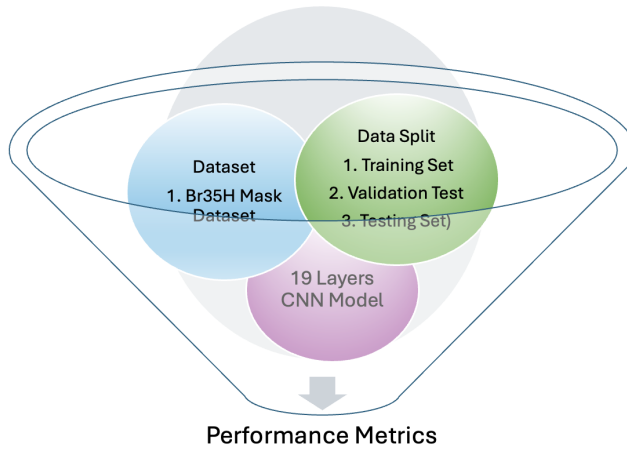 Dataset
1. Br35H Mask
Dataset
Data Split
1. Training Set
2. Validation Test
3. Testing Set)
19 Layers
CNN Model
Performance Metrics